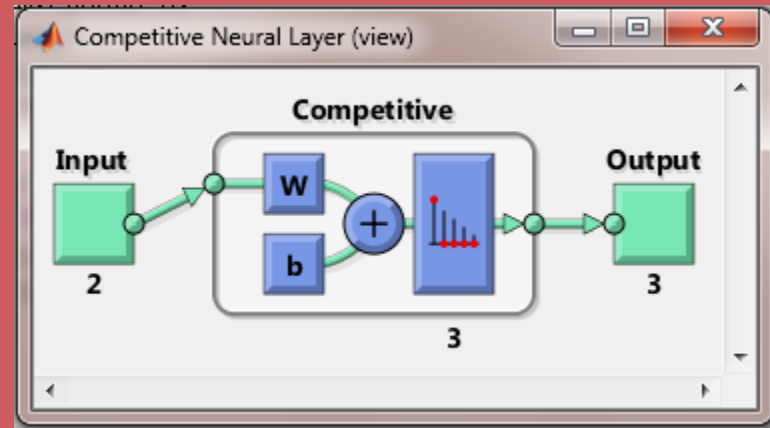 Competitive Neural Layer (view)
Competitive
Input
Output
W
+
b
2
3
3